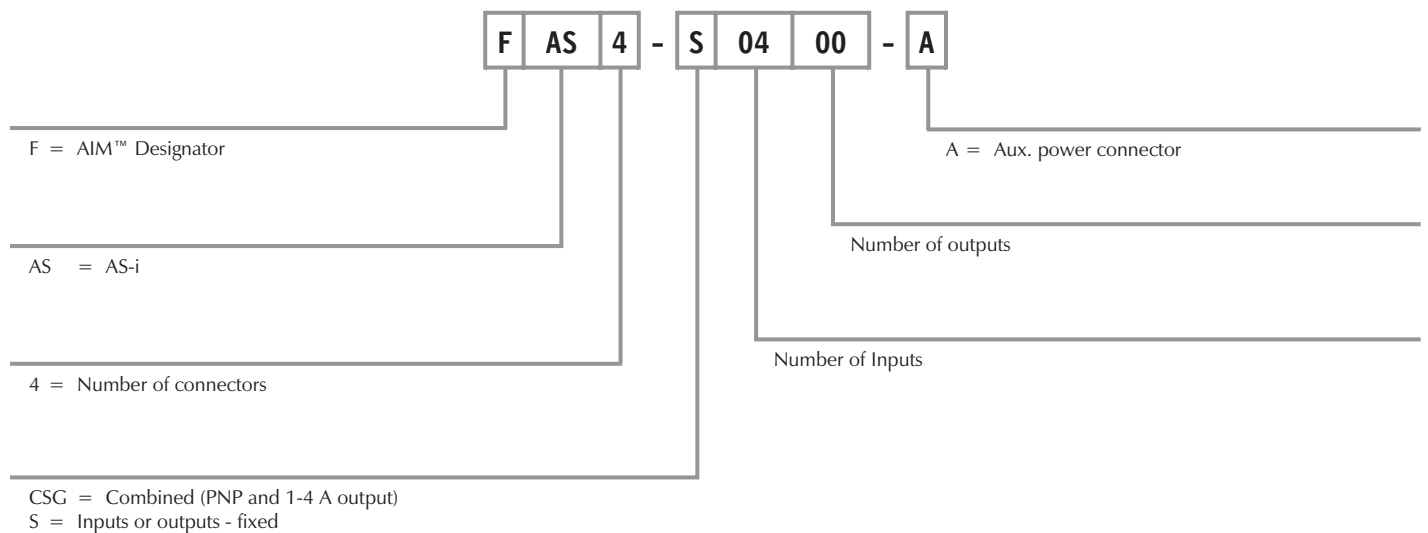 F AS 4 - S 04 00 - A
F = AIM™ Designator
A = Aux. power connector
Number of outputs
AS = AS-i
Number of Inputs
4 = Number of connectors
CSG = Combined (PNP and 1-4 A output)
S = Inputs or outputs - fixed